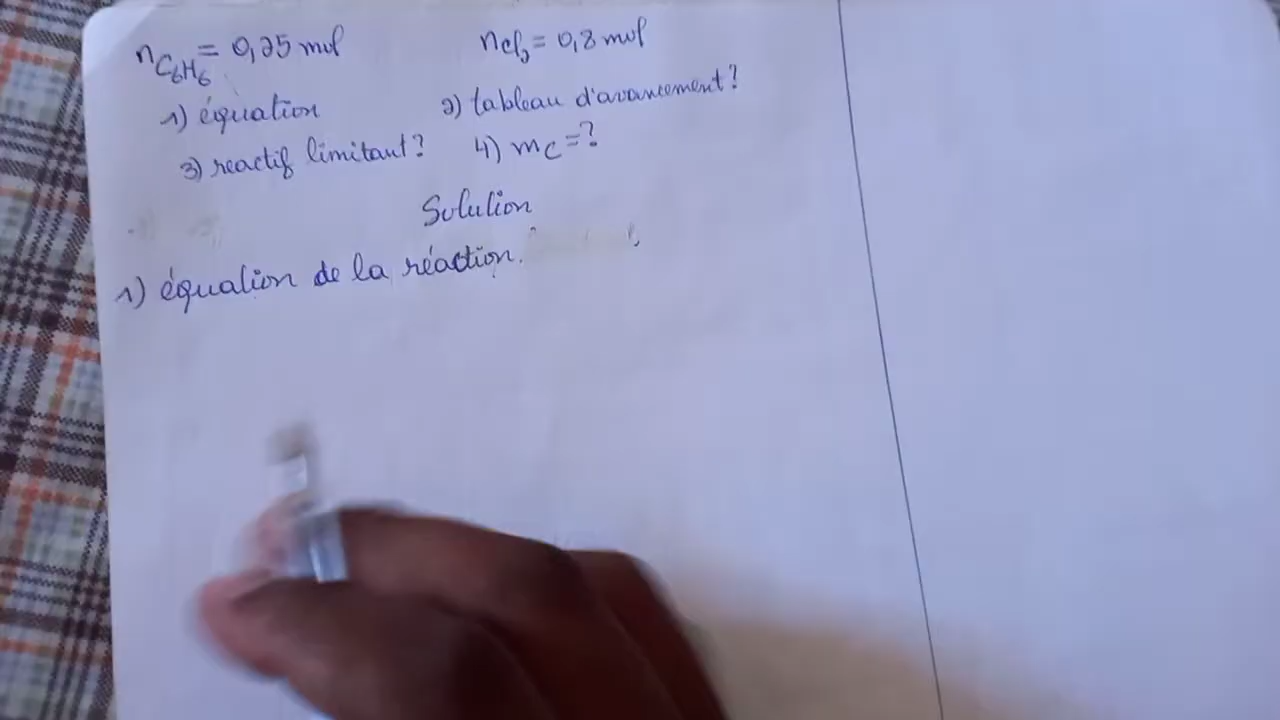 nC₆H₆ = 0,25 mol nCl₂ = 0,8 mol
1) équation 2) tableau d'avancement ?
3) reactif limitant ? 4) mC = ?
Solution
1) équation de la réaction.